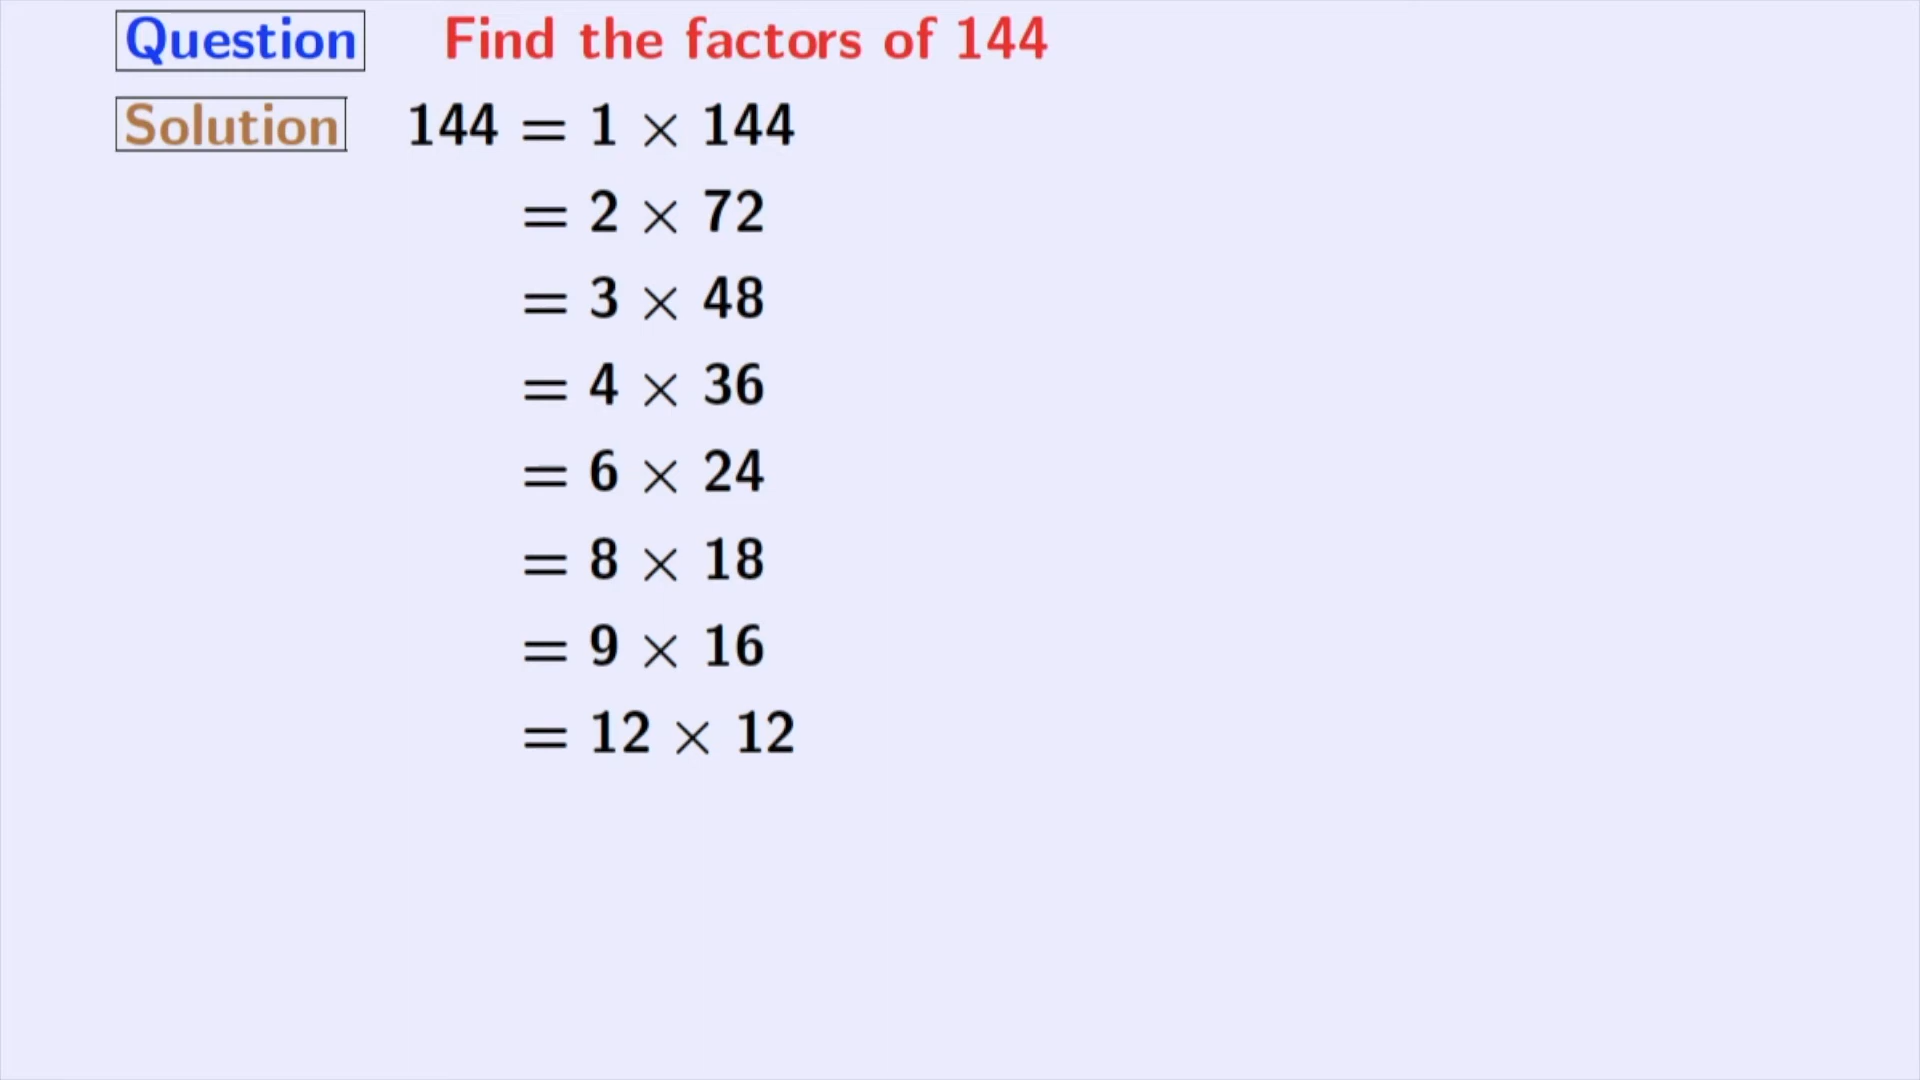 Question Find the factors of 144
Solution 144 = 1 × 144
= 2 × 72
= 3 × 48
= 4 × 36
= 6 × 24
= 8 × 18
= 9 × 16
= 12 × 12